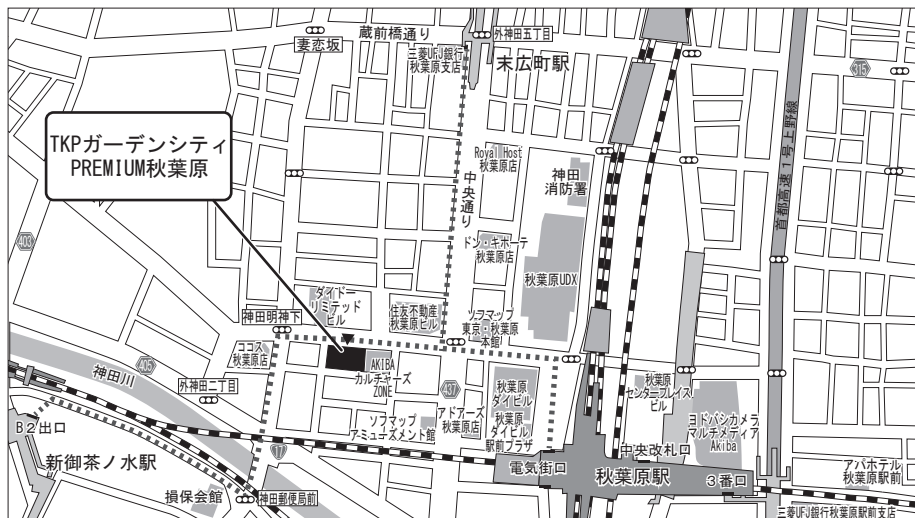 蔵前橋通り
外神田五丁目
妻恋坂
三菱UFJ銀行
秋葉原支店
末広町駅
315
首都高速1号上野線
TKPガーデンシティ
PREMIUM秋葉原
Royal Host
秋葉原店
中央通り
神田
消防署
ドン・キホーテ
秋葉原店
403
秋葉原UDX
ダイドー
リミテッド
ビル
住友不動産
秋葉原ビル
ソフマップ
東京・秋葉原
本館
神田明神下
ココス
秋葉原店
405
神田川
外神田二丁目
AKIBA
カルチャーズ
ZONE
437
秋葉原
ダイビル
秋葉原
ダイビル
駅前プラザ
アドアーズ
秋葉原店
ソフマップ
アミューズメント館
秋葉原
センタープレイス
ビル
ヨドバシカメラ
マルチメディア
Akiba
B2出口
新御茶ノ水駅
17
電気街口
中央改札口
秋葉原駅
3番口
アパホテル
秋葉原駅前
損保会館
神田郵便局前
三菱UFJ銀行秋葉原駅前支店